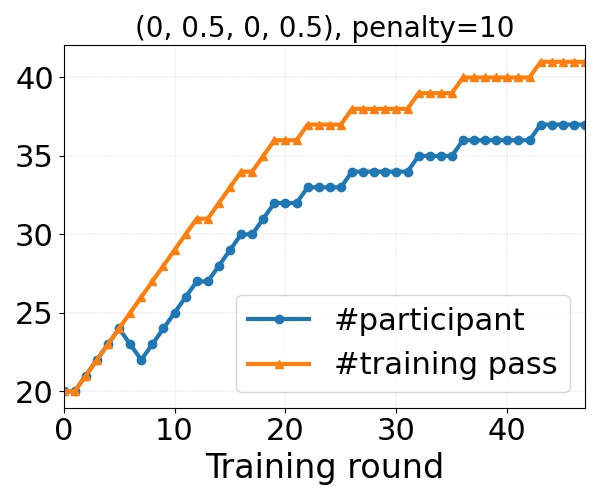 (0, 0.5, 0, 0.5), penalty=10
40
35
30
25
20
#participant
#training pass
0 10 20 30 40
Training round